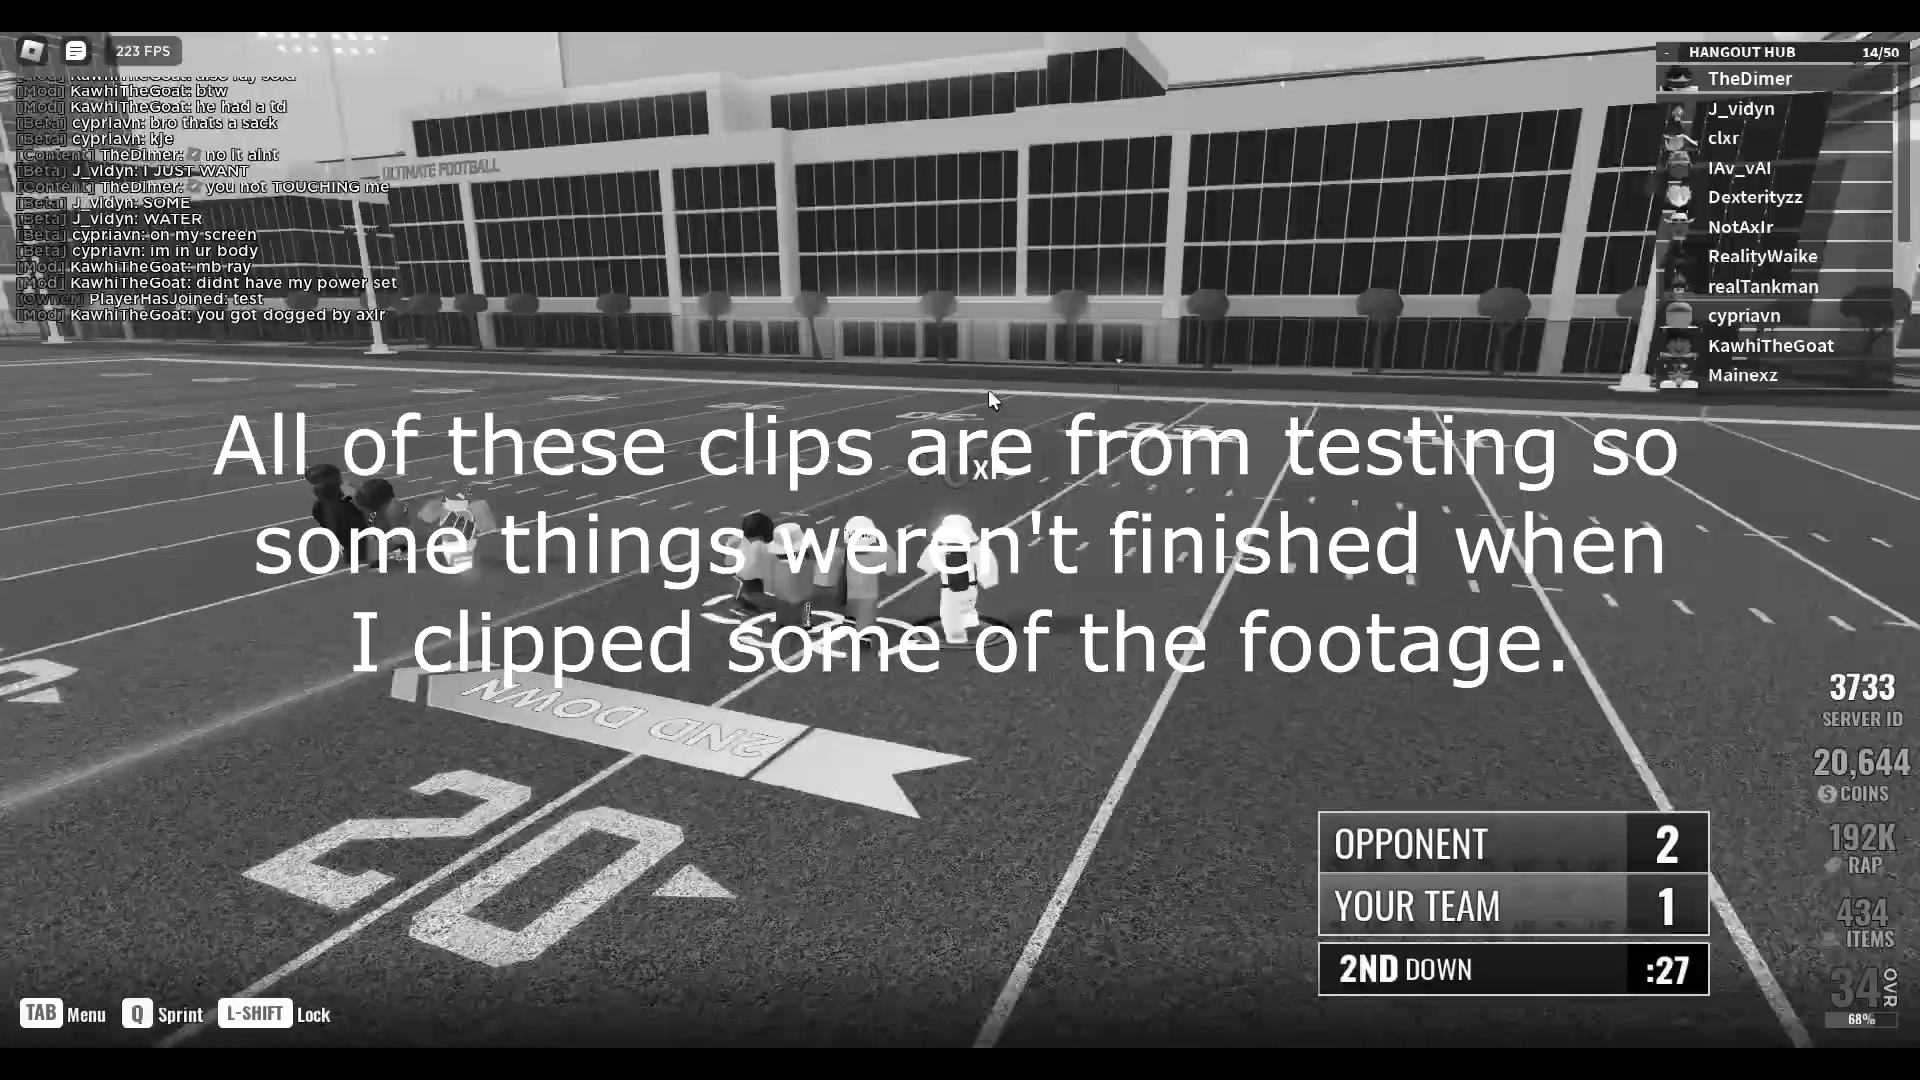 223 FPS
[Mod] KawhiTheGoat: also ray sold
[Mod] KawhiTheGoat: btw
[Mod] KawhiTheGoat: he had a td
[Beta] cypriavn: bro thats a sack
[Beta] cypriavn: kje
[Content] TheDimer: no it aint
[Beta] J_vidyn: I JUST WANT
[Content] TheDimer: you not TOUCHING me
[Beta] J_vidyn: SOME
[Beta] J_vidyn: WATER
[Beta] cypriavn: on my screen
[Beta] cypriavn: im in ur body
[Mod] KawhiTheGoat: mb ray
[Mod] KawhiTheGoat: didnt have my power set
[Owner] PlayerHasJoined: test
[Mod] KawhiTheGoat: you got dogged by axlr
ULTIMATE FOOTBALL
- HANGOUT HUB 14/50
TheDimer
J_vidyn
clxr
Dexterityzz
RealityWaike
realTankman
cypriavn
KawhiTheGoat
Mainexz
All of these clips are from testing so
some things weren't finished when
I clipped some of the footage.
2ND DOWN
20
3733
SERVER ID
20,644
COINS
192K
RAP
434
ITEMS
34 OVR
68%
OPPONENT 2
YOUR TEAM 1
2ND DOWN :27
TAB Menu Q Sprint L-SHIFT Lock